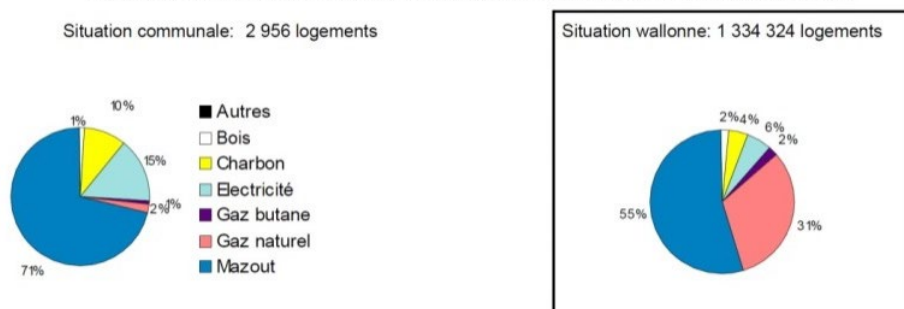 Situation communale: 2 956 logements
Situation wallonne: 1 334 324 logements
10%
1%
15%
1%
2%
71%
Autres
Bois
Charbon
Electricité
Gaz butane
Gaz naturel
Mazout
2%
4%
6%
2%
55%
31%